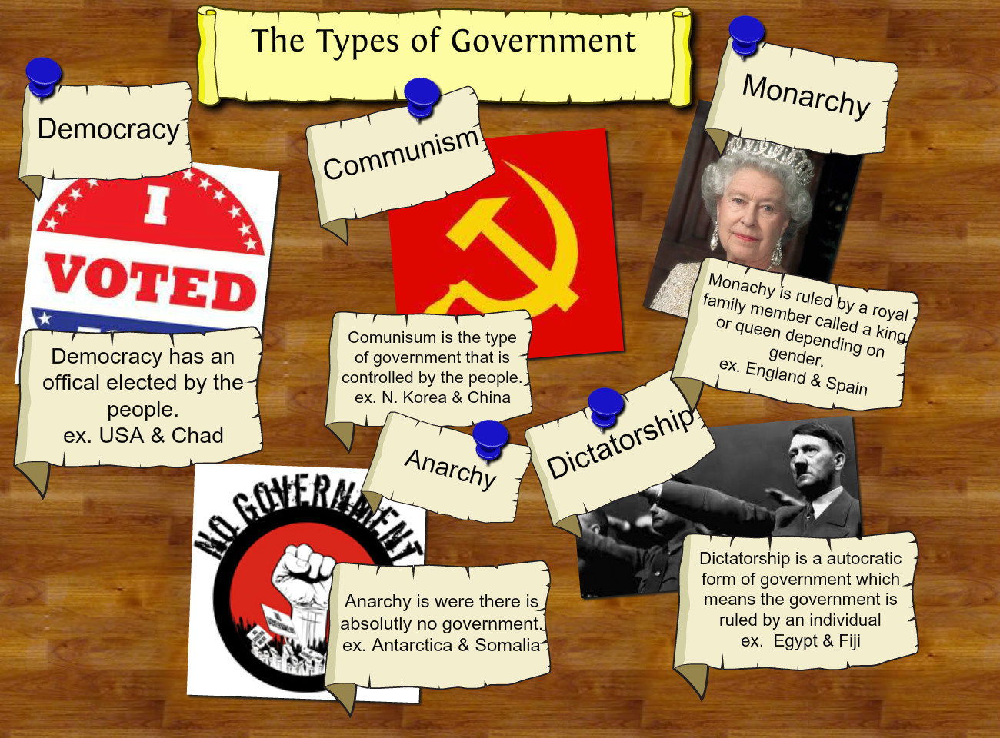 The Types of Government
Democracy
I
VOTED
Democracy has an
offical elected by the
people.
ex. USA & Chad
Communism
Comunisum is the type
of government that is
controlled by the people.
ex. N. Korea & China
Monarchy
Monachy is ruled by a royal
family member called a king
or queen depending on
gender.
ex. England & Spain
Anarchy
NO GOVERNMENT
Anarchy is were there is
absolutly no government.
ex. Antarctica & Somalia
Dictatorship
Dictatorship is a autocratic
form of government which
means the government is
ruled by an individual
ex. Egypt & Fiji